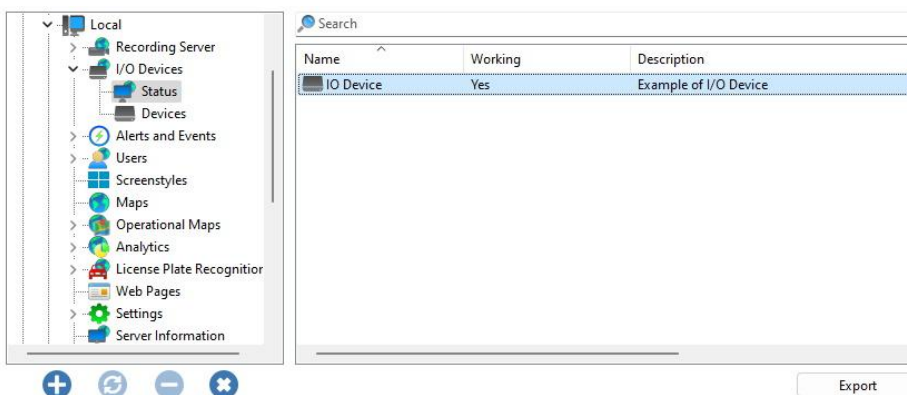 Local
Recording Server
I/O Devices
Status
Devices
Alerts and Events
Users
Screenstyles
Maps
Operational Maps
Analytics
License Plate Recognitior
Web Pages
Settings
Server Information
Search
Name Working Description
IO Device Yes Example of I/O Device
Export